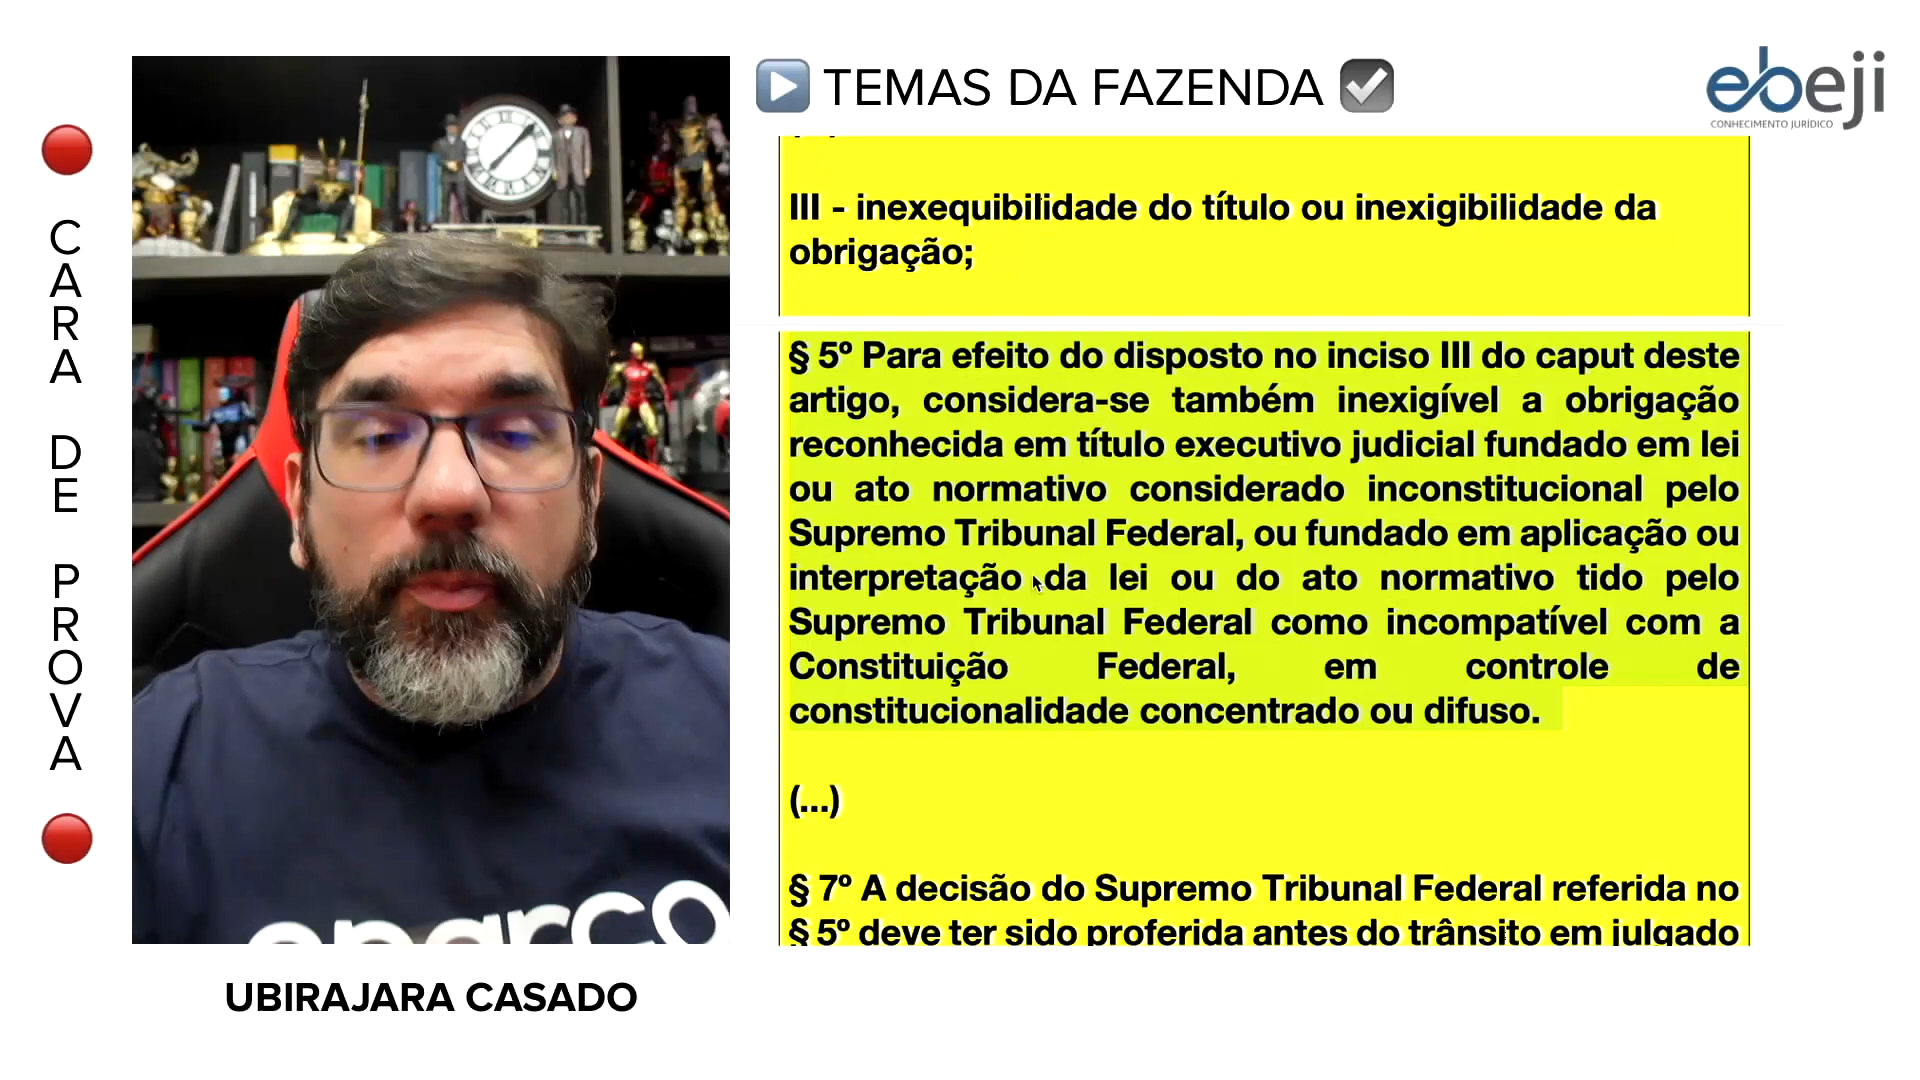 TEMAS DA FAZENDA
ebeji
CONHECIMENTO JURÍDICO
CARA DE PROVA
III - inexequibilidade do título ou inexigibilidade da
obrigação;
§ 5º Para efeito do disposto no inciso III do caput deste
artigo, considera-se também inexigível a obrigação
reconhecida em título executivo judicial fundado em lei
ou ato normativo considerado inconstitucional pelo
Supremo Tribunal Federal, ou fundado em aplicação ou
interpretação da lei ou do ato normativo tido pelo
Supremo Tribunal Federal como incompatível com a
Constituição Federal, em controle de
constitucionalidade concentrado ou difuso.
(...)
§ 7º A decisão do Supremo Tribunal Federal referida no
§ 5º deve ter sido proferida antes do trânsito em julgado
UBIRAJARA CASADO